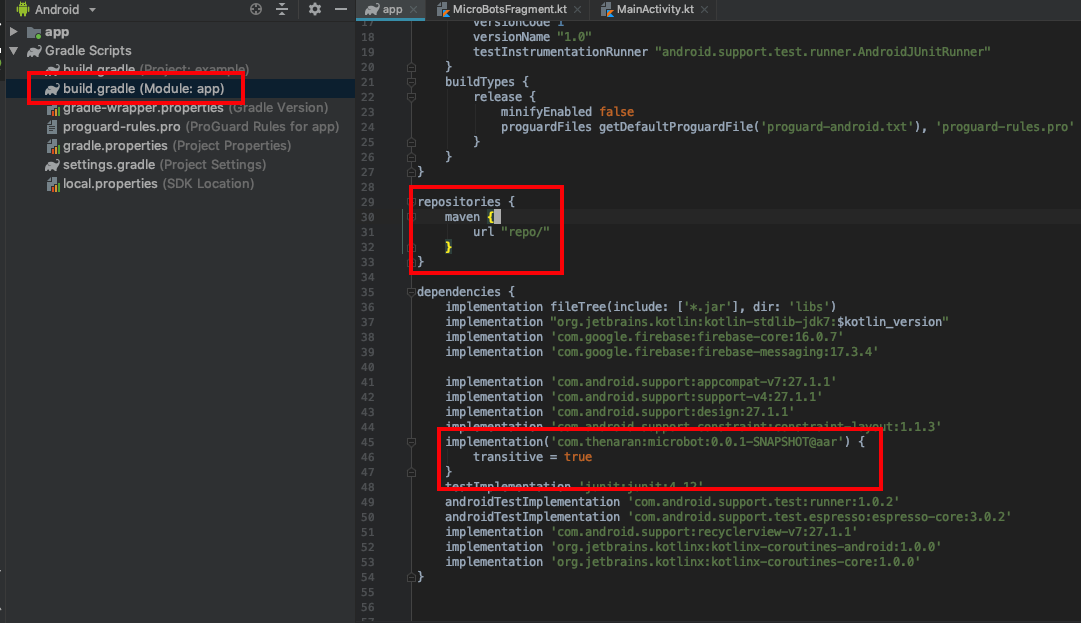 Android
app
Gradle Scripts
build.gradle (Project: example)
build.gradle (Module: app)
gradle-wrapper.properties (Gradle Version)
proguard-rules.pro (ProGuard Rules for app)
gradle.properties (Project Properties)
settings.gradle (Project Settings)
local.properties (SDK Location)
app
MicroBotsFragment.kt
MainActivity.kt
17 versionCode 1
18 versionName "1.0"
19 testInstrumentationRunner "android.support.test.runner.AndroidJUnitRunner"
20 }
21 buildTypes {
22 release {
23 minifyEnabled false
24 proguardFiles getDefaultProguardFile('proguard-android.txt'), 'proguard-rules.pro'
25 }
26 }
27 }
28
29 repositories {
30 maven {
31 url "repo/"
32 }
33 }
34
35 dependencies {
36 implementation fileTree(include: ['*.jar'], dir: 'libs')
37 implementation "org.jetbrains.kotlin:kotlin-stdlib-jdk7:$kotlin_version"
38 implementation 'com.google.firebase:firebase-core:16.0.7'
39 implementation 'com.google.firebase:firebase-messaging:17.3.4'
40
41 implementation 'com.android.support:appcompat-v7:27.1.1'
42 implementation 'com.android.support:support-v4:27.1.1'
43 implementation 'com.android.support:design:27.1.1'
44 implementation 'com.android.support.constraint:constraint-layout:1.1.3'
45 implementation('com.thenaran:microbot:0.0.1-SNAPSHOT@aar') {
46 transitive = true
47 }
48 testImplementation 'junit:junit:4.12'
49 androidTestImplementation 'com.android.support.test:runner:1.0.2'
50 androidTestImplementation 'com.android.support.test.espresso:espresso-core:3.0.2'
51 implementation 'com.android.support:recyclerview-v7:27.1.1'
52 implementation 'org.jetbrains.kotlinx:kotlinx-coroutines-android:1.0.0'
53 implementation 'org.jetbrains.kotlinx:kotlinx-coroutines-core:1.0.0'
54 }
55
56
57